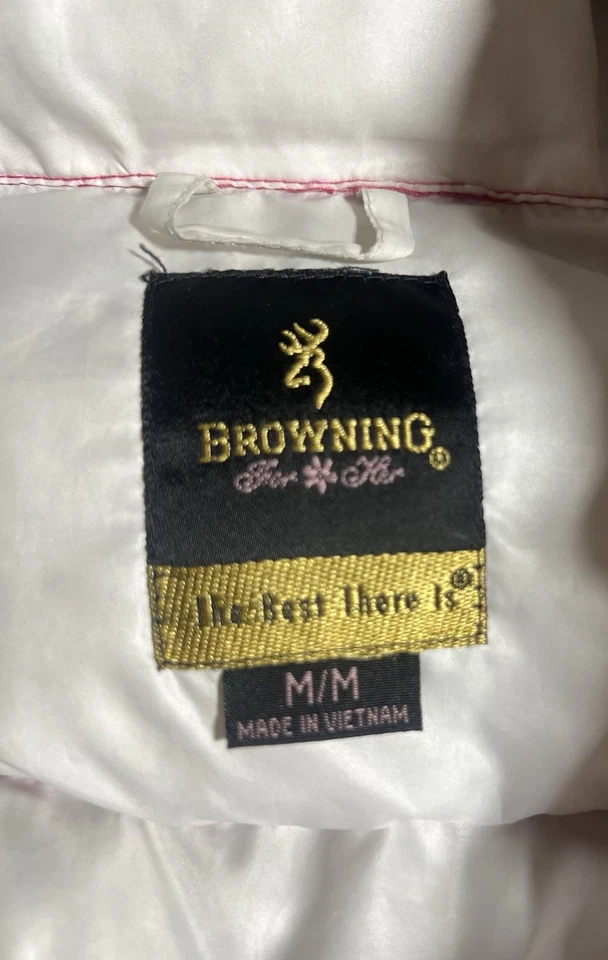 BROWNING®
For Her
The Best There Is®
M/M
MADE IN VIETNAM